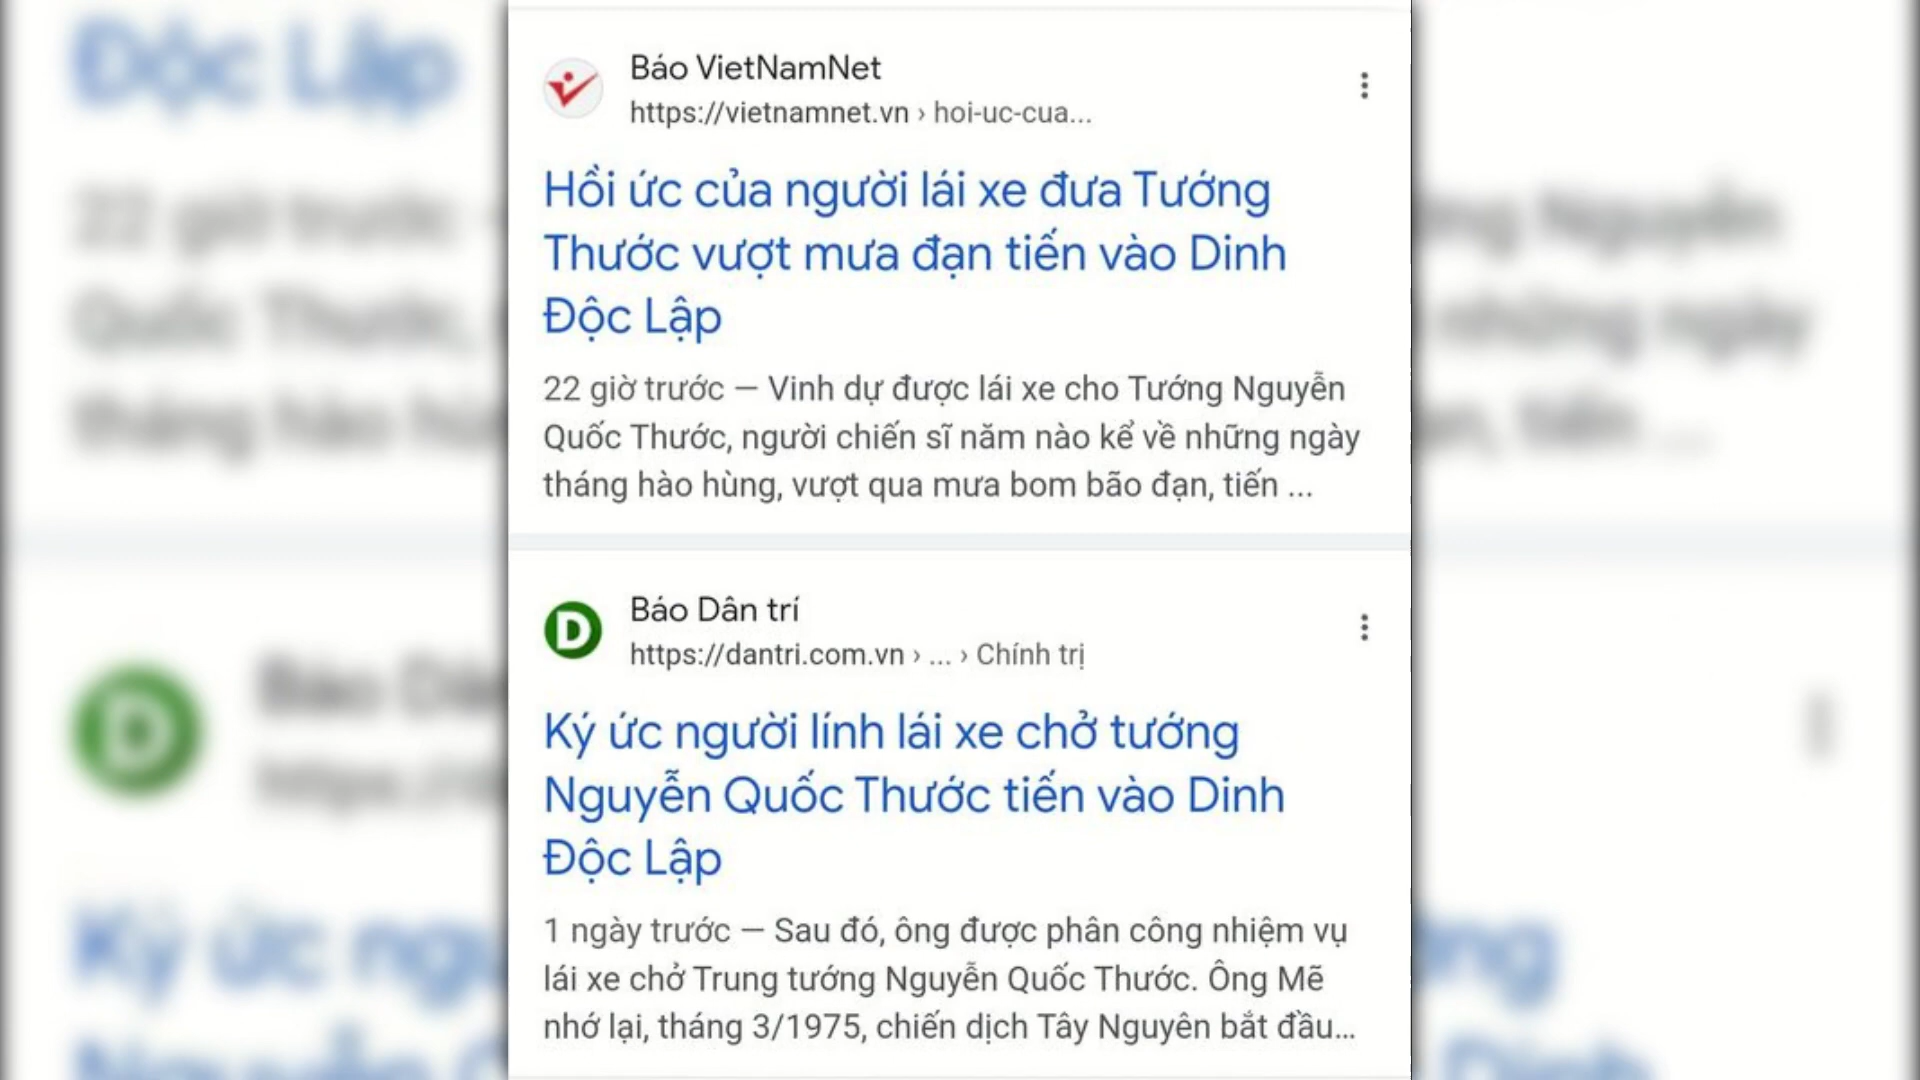 Báo VietNamNet
https://vietnamnet.vn › hoi-uc-cua...
Hồi ức của người lái xe đưa Tướng
Thước vượt mưa đạn tiến vào Dinh
Độc Lập
22 giờ trước — Vinh dự được lái xe cho Tướng Nguyễn
Quốc Thước, người chiến sĩ năm nào kể về những ngày
tháng hào hùng, vượt qua mưa bom bão đạn, tiến ...
Báo Dân trí
https://dantri.com.vn › ... › Chính trị
Ký ức người lính lái xe chở tướng
Nguyễn Quốc Thước tiến vào Dinh
Độc Lập
1 ngày trước — Sau đó, ông được phân công nhiệm vụ
lái xe chở Trung tướng Nguyễn Quốc Thước. Ông Mẽ
nhớ lại, tháng 3/1975, chiến dịch Tây Nguyên bắt đầu...